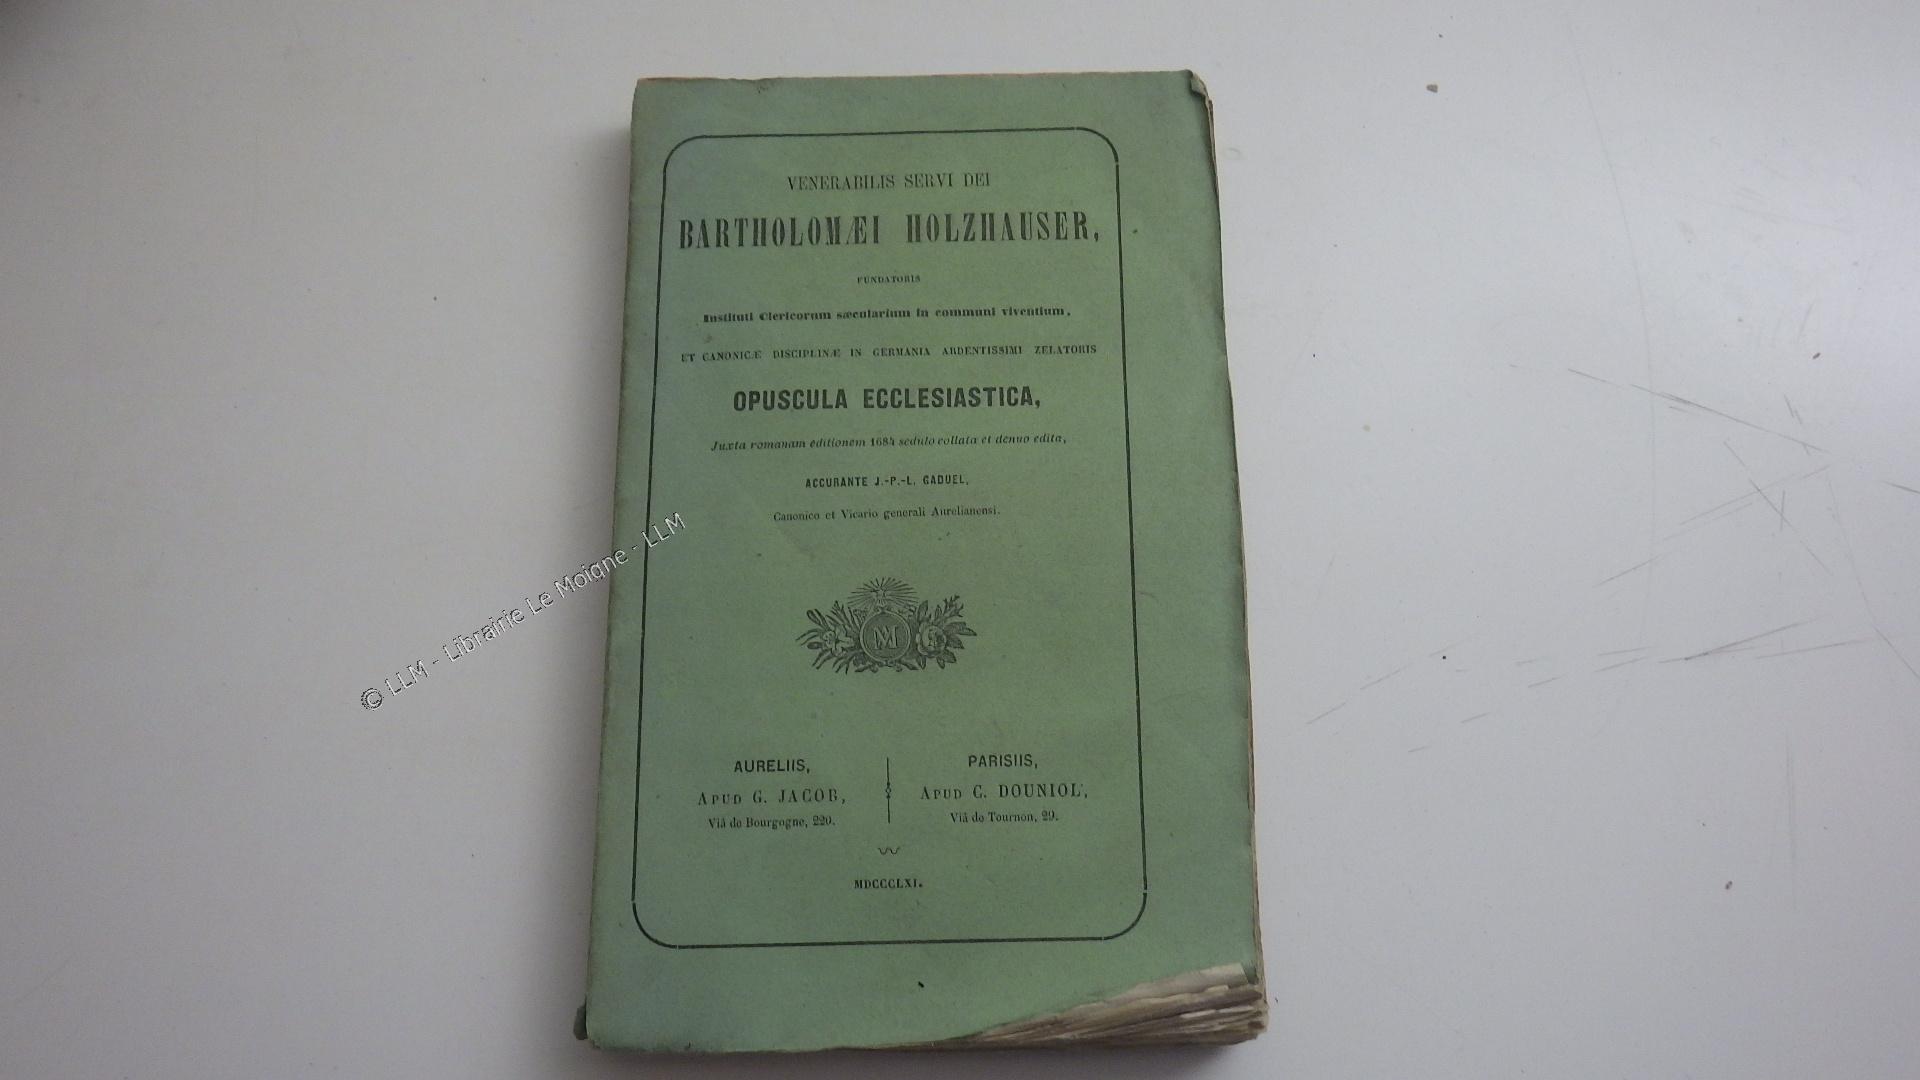 VENERABILIS SERVI DEI
BARTHOLOMÆI HOLZHAUSER,
FUNDATORIS
Instituti Clericorum sæcularium in communi viventium,
ET CANONICÆ DISCIPLINÆ IN GERMANIA ARDENTISSIMI ZELATORIS
OPUSCULA ECCLESIASTICA,
Juxta romanam editionem 1684 sedulo collata et denuo edita,
ACCURANTE J.-P.-L. GADUEL,
Canonico et Vicario generali Aurelianensi.
M
AURELIIS,
APUD G. JACOB,
Viâ de Bourgogne, 220.
PARISIIS,
APUD C. DOUNIOL,
Viâ de Tournon, 29.
MDCCCLXI.
© LLM - Librairie Le Moigne - LLM